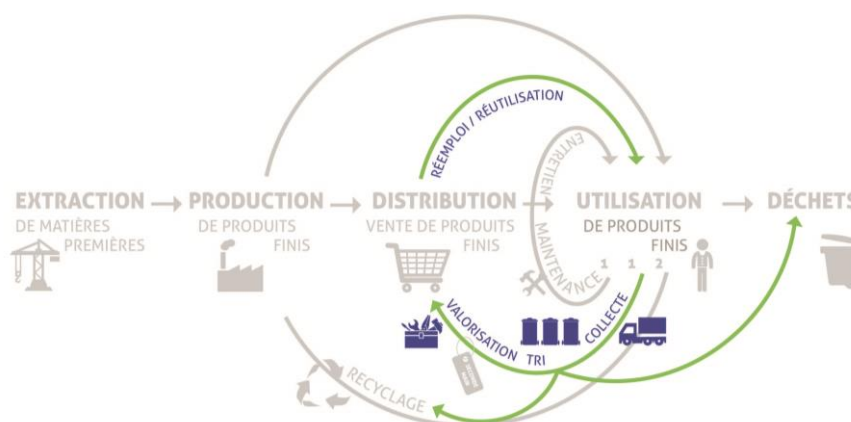 RÉEMPLOI / RÉUTILISATION
ENTRETIEN
EXTRACTION
DE MATIÈRES
PREMIÈRES
PRODUCTION
DE PRODUITS
FINIS
DISTRIBUTION
VENTE DE PRODUITS
FINIS
UTILISATION
DE PRODUITS
FINIS
DÉCHETS
MAINTENANCE
1 1 2
VALORISATION
TRI
COLLECTE
RECYCLAGE